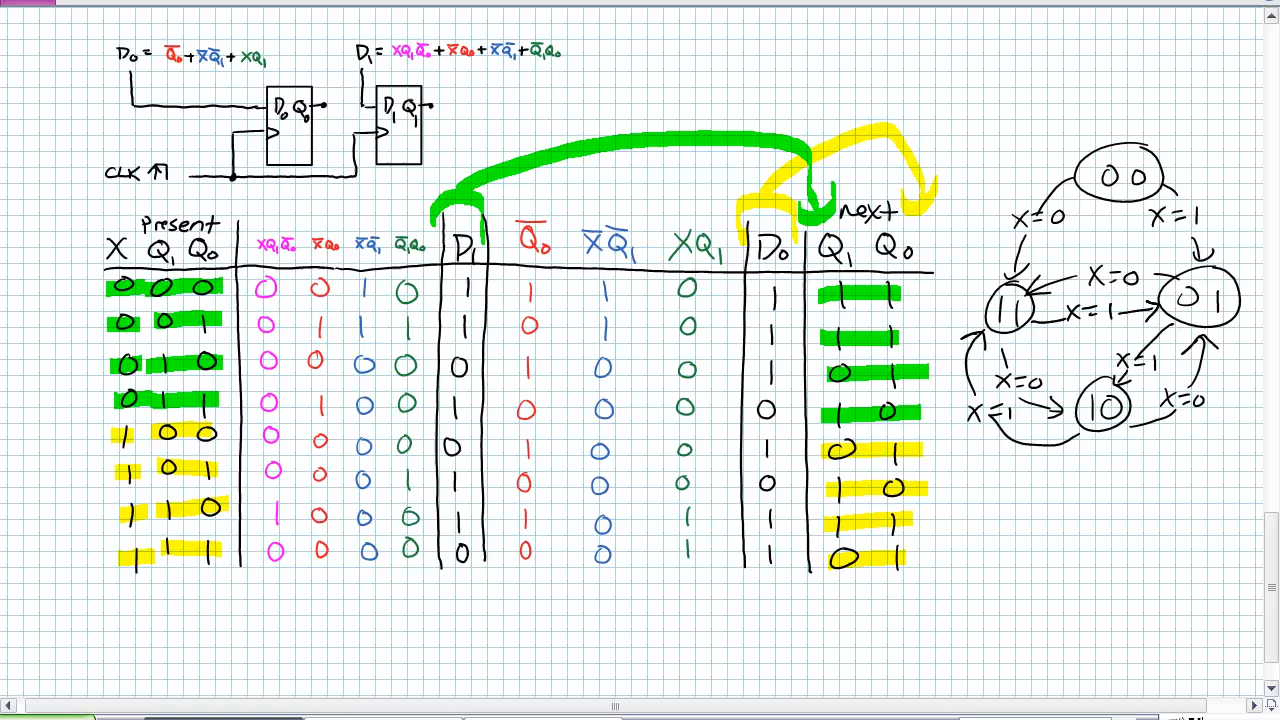 D₀ = Q̅₀ + X̅Q̅₁ + XQ₁
D₁ = XQ₁Q̅₀ + X̅Q₀ + X̅Q̅₁ + Q̅₁Q₀
D₀ Q₀
D₁ Q₁
CLK ↑
Present
next
X Q₁ Q₀ XQ₁Q̅₀ X̅Q₀ X̅Q̅₁ Q̅₁Q₀ D₁ Q̅₀ X̅Q̅₁ XQ₁ D₀ Q₁ Q₀
0 0 0 0 0 1 0 1 1 1 0 1 1 1
0 0 1 0 1 1 1 1 0 1 0 1 1 1
0 1 0 0 0 0 0 0 1 0 0 1 0 1
0 1 1 0 1 0 0 1 0 0 0 0 1 0
1 0 0 0 0 0 0 0 1 0 0 1 0 1
1 0 1 0 0 0 1 1 0 0 0 0 1 0
1 1 0 1 0 0 0 1 1 0 1 1 1 1
1 1 1 0 0 0 0 0 0 0 1 1 0 1
00
X=0
X=1
X=0
11
01
X=1
X=1
X=0
10
X=0
X=1